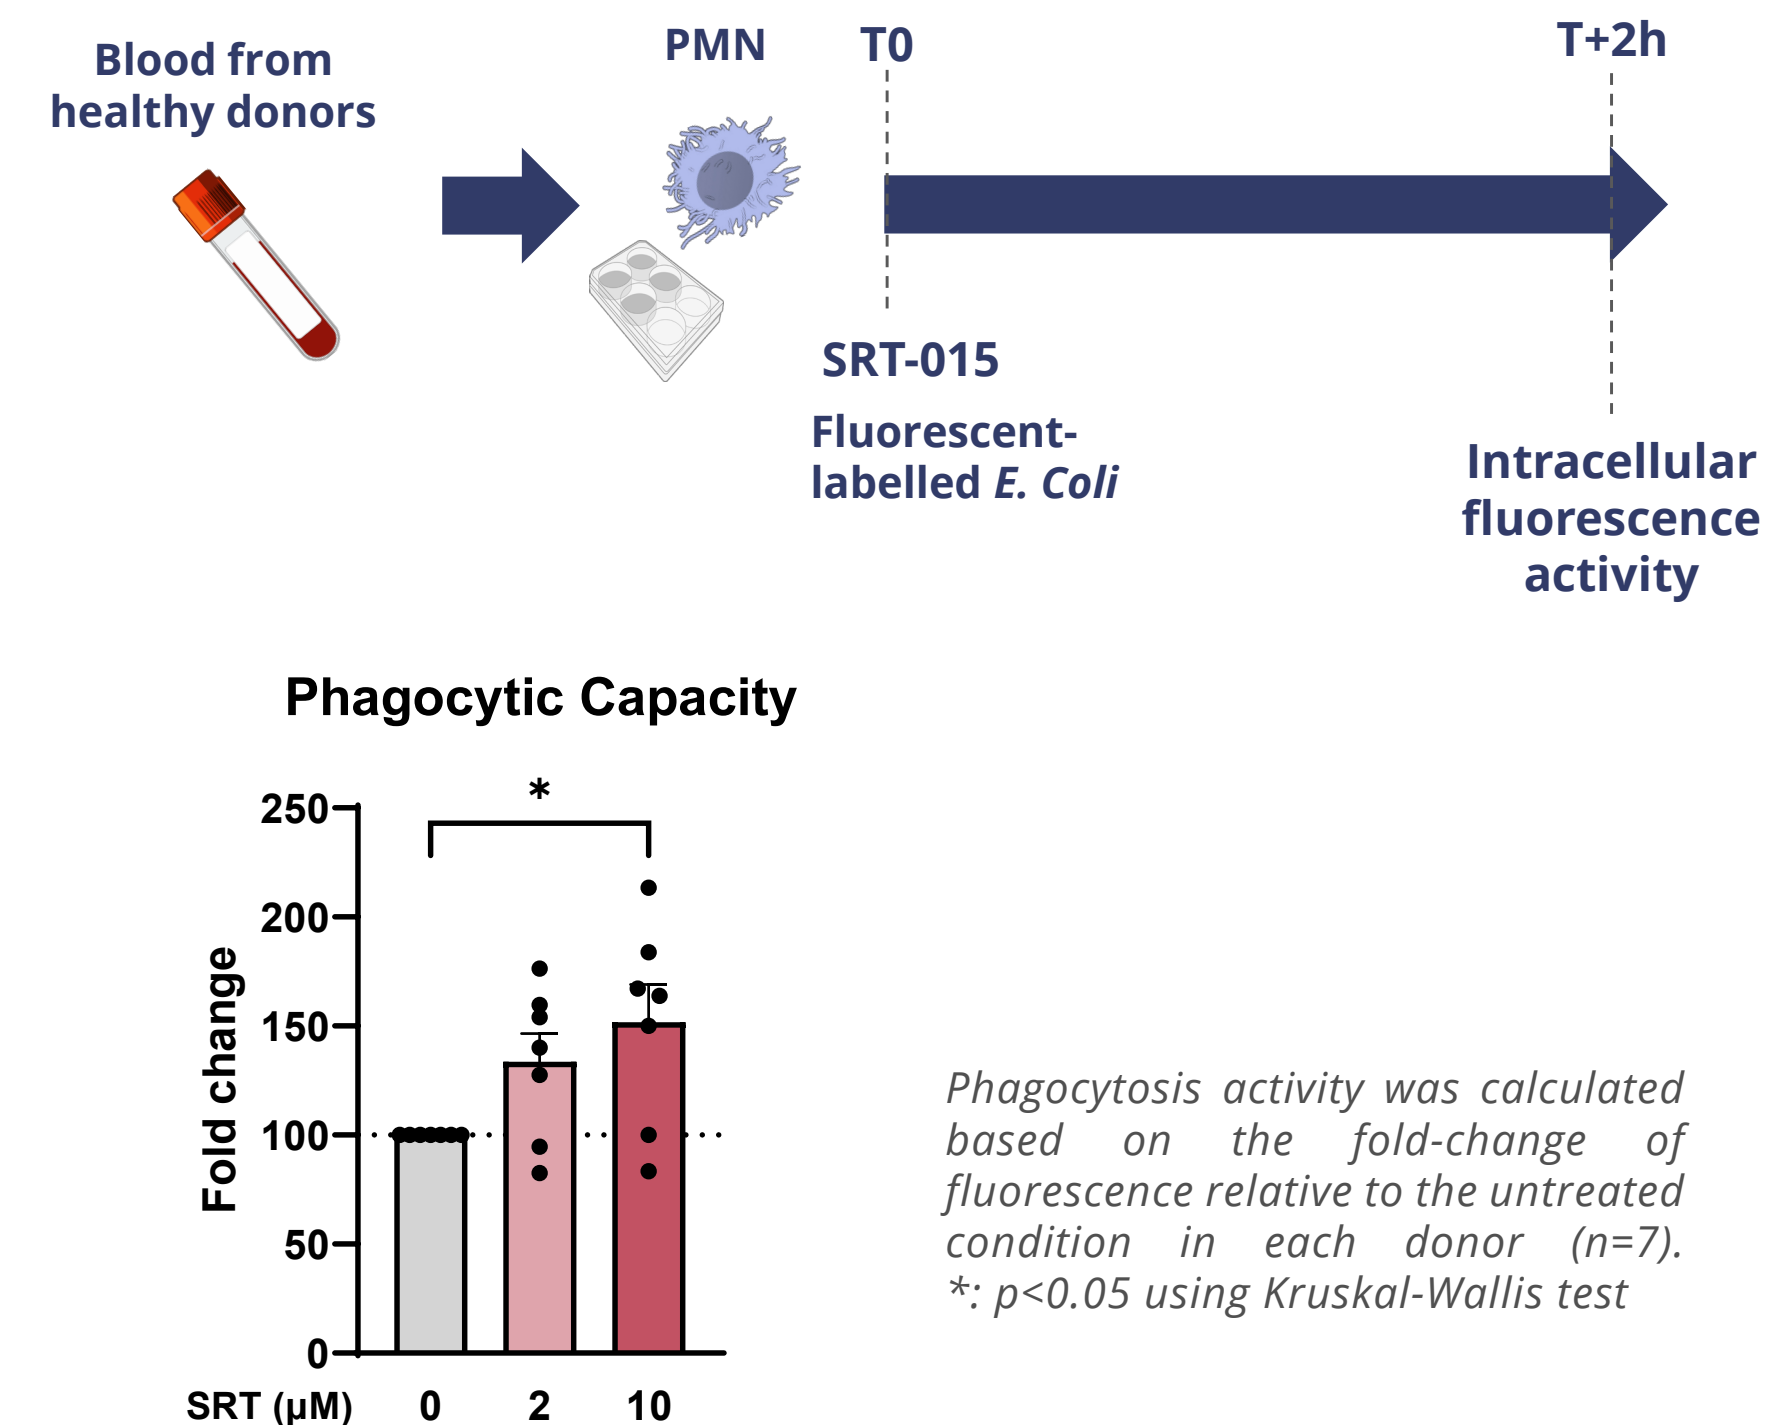 Blood from
healthy donors
PMN
T0
T+2h
SRT-015
Fluorescent-
labelled E. Coli
Intracellular
fluorescence
activity
Phagocytic Capacity
*
250
200
150
100
50
0
Fold change
SRT (µM)
0
2
10
Phagocytosis activity was calculated
based on the fold-change of
fluorescence relative to the untreated
condition in each donor (n=7).
*: p<0.05 using Kruskal-Wallis test